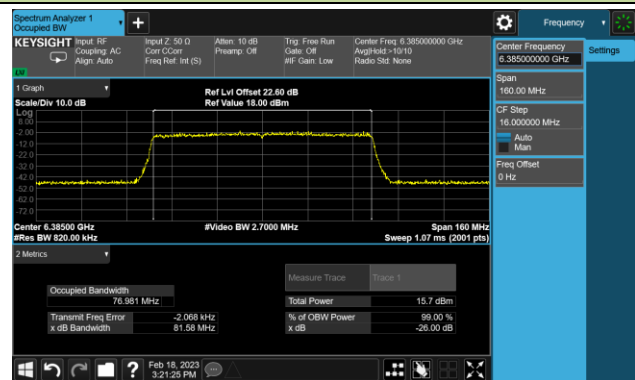 Spectrum Analyzer 1
Occupied BW
Frequency
KEYSIGHT
Input: RF
Coupling: AC
Align: Auto
Input Z: 50 Ω
Corr CCorr
Freq Ref: Int (S)
Atten: 10 dB
Preamp: Off
Trig: Free Run
Gate: Off
#IF Gain: Low
Center Freq: 6.385000000 GHz
Avg|Hold:>10/10
Radio Std: None
LW
Center Frequency
6.385000000 GHz
Settings
Span
160.00 MHz
CF Step
16.000000 MHz
Auto
Man
Freq Offset
0 Hz
1 Graph
Scale/Div 10.0 dB
Ref Lvl Offset 22.60 dB
Ref Value 18.00 dBm
Log
8.00
-2.00
-12.0
-22.0
-32.0
-42.0
-52.0
-62.0
-72.0
Center 6.38500 GHz
#Res BW 820.00 kHz
#Video BW 2.7000 MHz
Span 160 MHz
Sweep 1.07 ms (2001 pts)
2 Metrics
Measure Trace
Trace 1
Occupied Bandwidth
76.981 MHz
Total Power
15.7 dBm
Transmit Freq Error
-2.068 kHz
% of OBW Power
99.00 %
x dB Bandwidth
81.58 MHz
x dB
-26.00 dB
?
Feb 18, 2023
3:21:25 PM